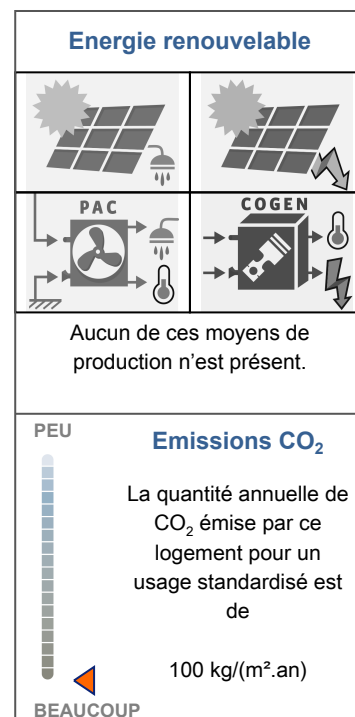 Energie renouvelable
PAC
COGEN
Aucun de ces moyens de
production n’est présent.
PEU
Emissions CO₂
La quantité annuelle de
CO₂ émise par ce
logement pour un
usage standardisé est
de
100 kg/(m².an)
BEAUCOUP